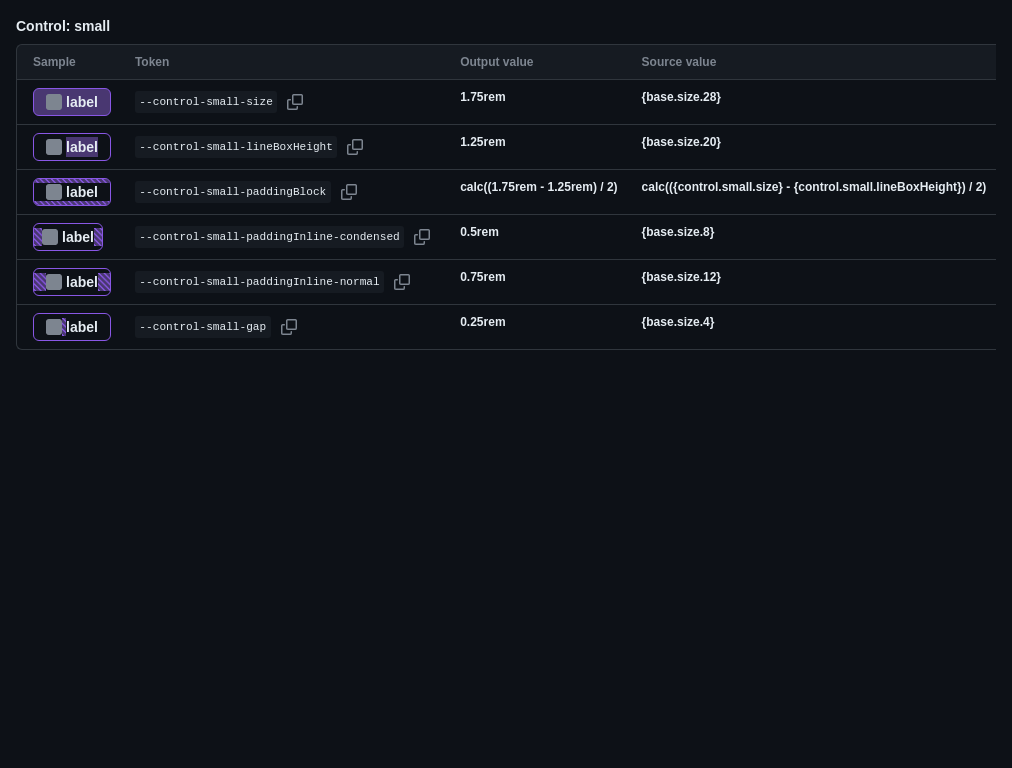 Control: small
Sample Token Output value Source value
label --control-small-size 1.75rem {base.size.28}
label --control-small-lineBoxHeight 1.25rem {base.size.20}
label --control-small-paddingBlock calc((1.75rem - 1.25rem) / 2) calc(({control.small.size} - {control.small.lineBoxHeight}) / 2)
label --control-small-paddingInline-condensed 0.5rem {base.size.8}
label --control-small-paddingInline-normal 0.75rem {base.size.12}
label --control-small-gap 0.25rem {base.size.4}